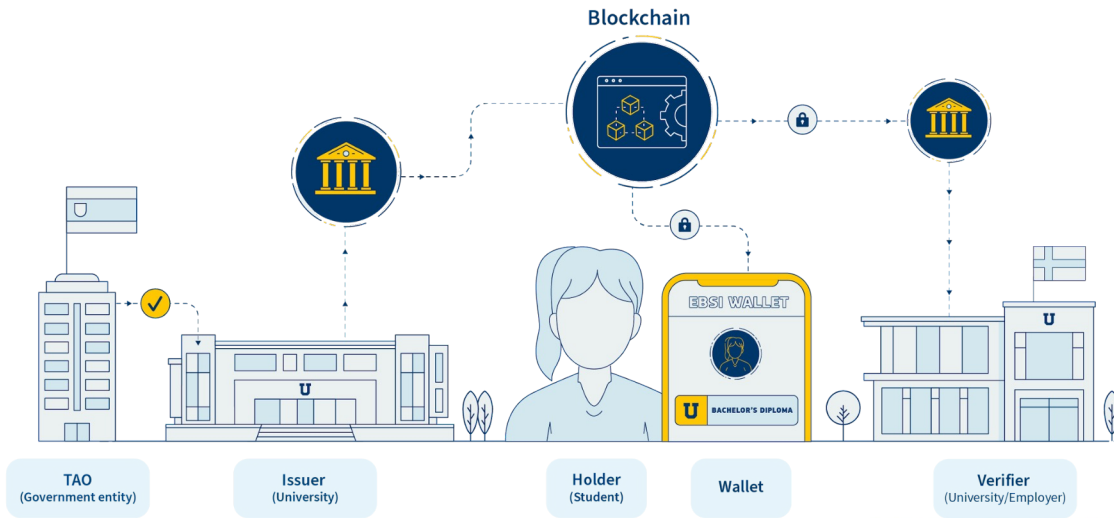 Blockchain
EBSI WALLET
U
U
U BACHELOR'S DIPLOMA
U
TAO
(Government entity)
Issuer
(University)
Holder
(Student)
Wallet
Verifier
(University/Employer)